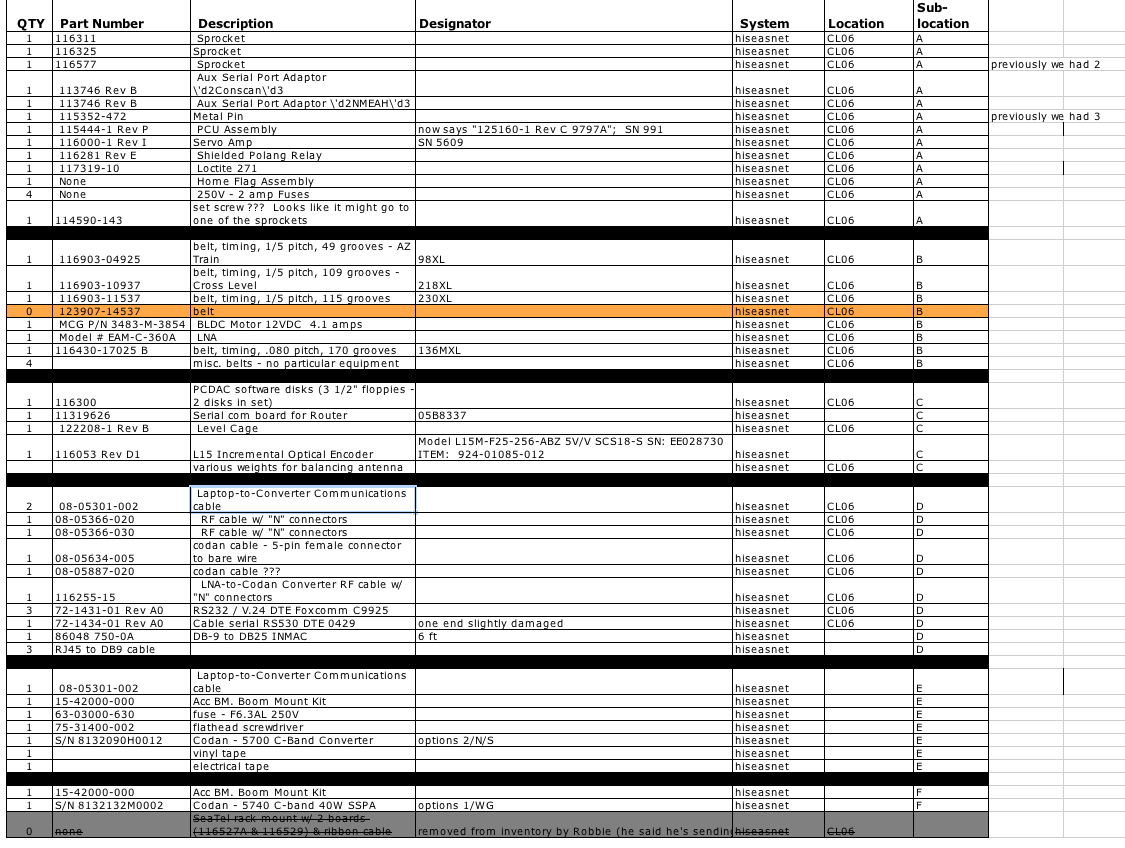 QTY Part Number Description Designator System Location Sub-location
1 116311 Sprocket hiseasnet CL06 A
1 116325 Sprocket hiseasnet CL06 A
1 116577 Sprocket hiseasnet CL06 A previously we had 2
Aux Serial Port Adaptor
1 113746 Rev B \'d2Conscan\'d3 hiseasnet CL06 A
1 113746 Rev B Aux Serial Port Adaptor \'d2NMEAH\'d3 hiseasnet CL06 A
1 115352-472 Metal Pin hiseasnet CL06 A previously we had 3
1 115444-1 Rev P PCU Assembly now says "125160-1 Rev C 9797A"; SN 991 hiseasnet CL06 A
1 116000-1 Rev I Servo Amp SN 5609 hiseasnet CL06 A
1 116281 Rev E Shielded Polang Relay hiseasnet CL06 A
1 117319-10 Loctite 271 hiseasnet CL06 A
1 None Home Flag Assembly hiseasnet CL06 A
4 None 250V - 2 amp Fuses hiseasnet CL06 A
set screw ??? Looks like it might go to
1 114590-143 one of the sprockets hiseasnet CL06 A
belt, timing, 1/5 pitch, 49 grooves - AZ
1 116903-04925 Train 98XL hiseasnet CL06 B
belt, timing, 1/5 pitch, 109 grooves -
1 116903-10937 Cross Level 218XL hiseasnet CL06 B
1 116903-11537 belt, timing, 1/5 pitch, 115 grooves 230XL hiseasnet CL06 B
0 123907-14537 belt hiseasnet CL06 B
1 MCG P/N 3483-M-3854 BLDC Motor 12VDC 4.1 amps hiseasnet CL06 B
1 Model # EAM-C-360A LNA hiseasnet CL06 B
1 116430-17025 B belt, timing, .080 pitch, 170 grooves 136MXL hiseasnet CL06 B
4 misc. belts - no particular equipment hiseasnet CL06 B
PCDAC software disks (3 1/2" floppies -
1 116300 2 disks in set) hiseasnet CL06 C
1 11319626 Serial com board for Router 05B8337 hiseasnet C
1 122208-1 Rev B Level Cage hiseasnet CL06 C
Model L15M-F25-256-ABZ 5V/V SCS18-S SN: EE028730
1 116053 Rev D1 L15 Incremental Optical Encoder ITEM: 924-01085-012 hiseasnet C
various weights for balancing antenna hiseasnet CL06 C
Laptop-to-Converter Communications
2 08-05301-002 cable hiseasnet CL06 D
1 08-05366-020 RF cable w/ "N" connectors hiseasnet CL06 D
1 08-05366-030 RF cable w/ "N" connectors hiseasnet CL06 D
codan cable - 5-pin female connector
1 08-05634-005 to bare wire hiseasnet CL06 D
1 08-05887-020 codan cable ??? hiseasnet CL06 D
LNA-to-Codan Converter RF cable w/
1 116255-15 "N" connectors hiseasnet CL06 D
3 72-1431-01 Rev A0 RS232 / V.24 DTE Foxcomm C9925 hiseasnet CL06 D
1 72-1434-01 Rev A0 Cable serial RS530 DTE 0429 one end slightly damaged hiseasnet CL06 D
1 86048 750-0A DB-9 to DB25 INMAC 6 ft hiseasnet D
3 RJ45 to DB9 cable hiseasnet D
Laptop-to-Converter Communications
1 08-05301-002 cable hiseasnet E
1 15-42000-000 Acc BM. Boom Mount Kit hiseasnet E
1 63-03000-630 fuse - F6.3AL 250V hiseasnet E
1 75-31400-002 flathead screwdriver hiseasnet E
1 S/N 8132090H0012 Codan - 5700 C-Band Converter options 2/N/S hiseasnet E
1 vinyl tape hiseasnet E
1 electrical tape hiseasnet E
1 15-42000-000 Acc BM. Boom Mount Kit hiseasnet F
1 S/N 8132132M0002 Codan - 5740 C-band 40W SSPA options 1/WG hiseasnet F
SeaTel rack mount w/ 2 boards
0 none (116527A & 116529) & ribbon cable removed from inventory by Robbie (he said he's sending hiseasnet CL06